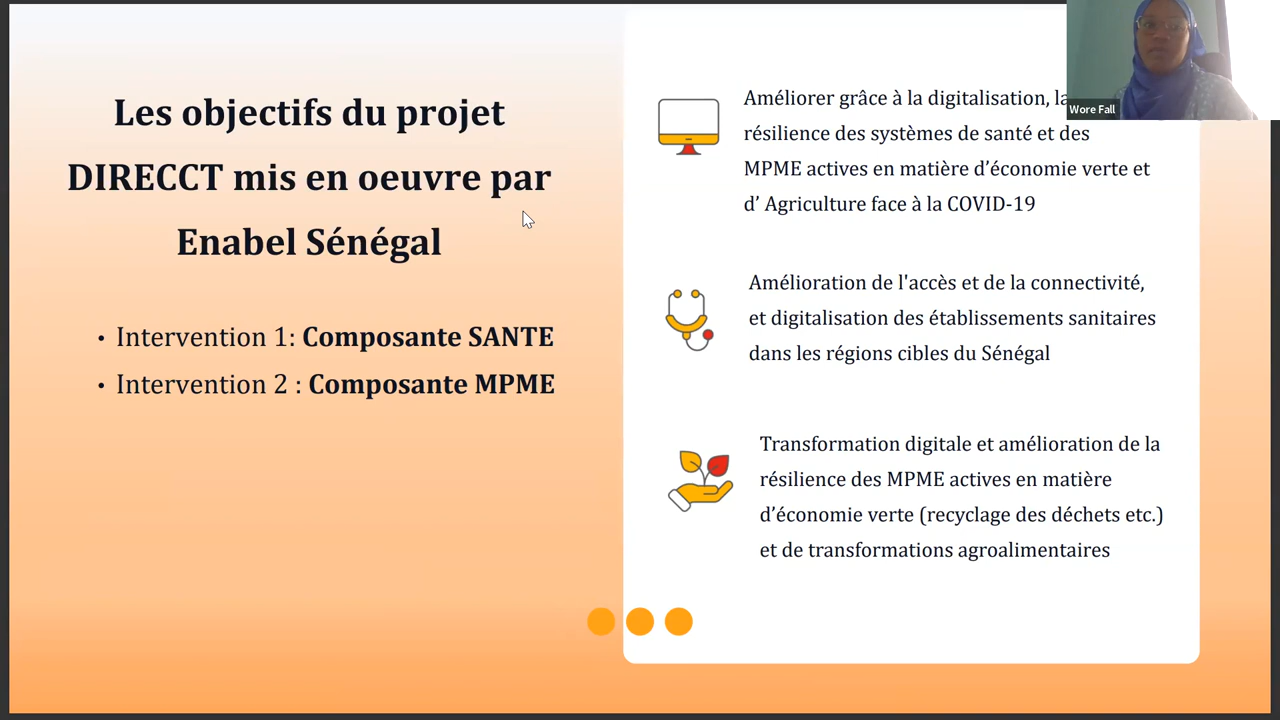 Les objectifs du projet
DIRECCT mis en oeuvre par
Enabel Sénégal
• Intervention 1: Composante SANTE
• Intervention 2 : Composante MPME
Améliorer grâce à la digitalisation, la
résilience des systèmes de santé et des
MPME actives en matière d’économie verte et
d’ Agriculture face à la COVID-19
Amélioration de l'accès et de la connectivité,
et digitalisation des établissements sanitaires
dans les régions cibles du Sénégal
Transformation digitale et amélioration de la
résilience des MPME actives en matière
d’économie verte (recyclage des déchets etc.)
et de transformations agroalimentaires
Wore Fall